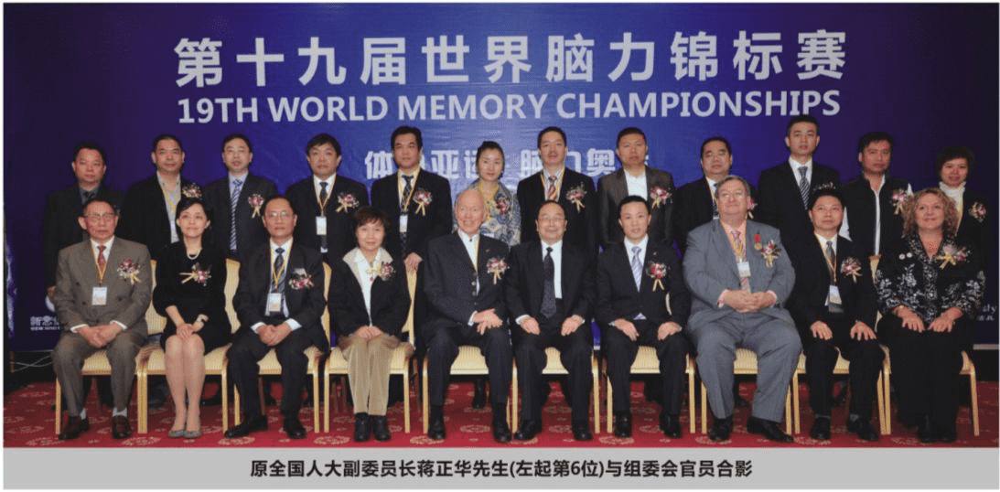 第十九届世界脑力锦标赛
19TH WORLD MEMORY CHAMPIONSHIPS
原全国人大副委员长蒋正华先生(左起第6位)与组委会官员合影